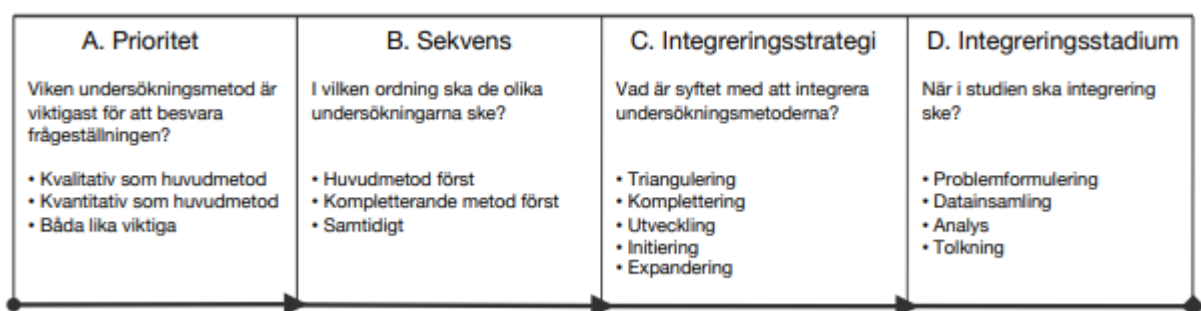 A. Prioritet
Viken undersökningsmetod är
viktigast för att besvara
frågeställningen?
• Kvalitativ som huvudmetod
• Kvantitativ som huvudmetod
• Båda lika viktiga
B. Sekvens
I vilken ordning ska de olika
undersökningarna ske?
• Huvudmetod först
• Kompletterande metod först
• Samtidigt
C. Integreringsstrategi
Vad är syftet med att integrera
undersökningsmetoderna?
• Triangulering
• Komplettering
• Utveckling
• Initiering
• Expandering
D. Integreringsstadium
När i studien ska integrering
ske?
• Problemformulering
• Datainsamling
• Analys
• Tolkning